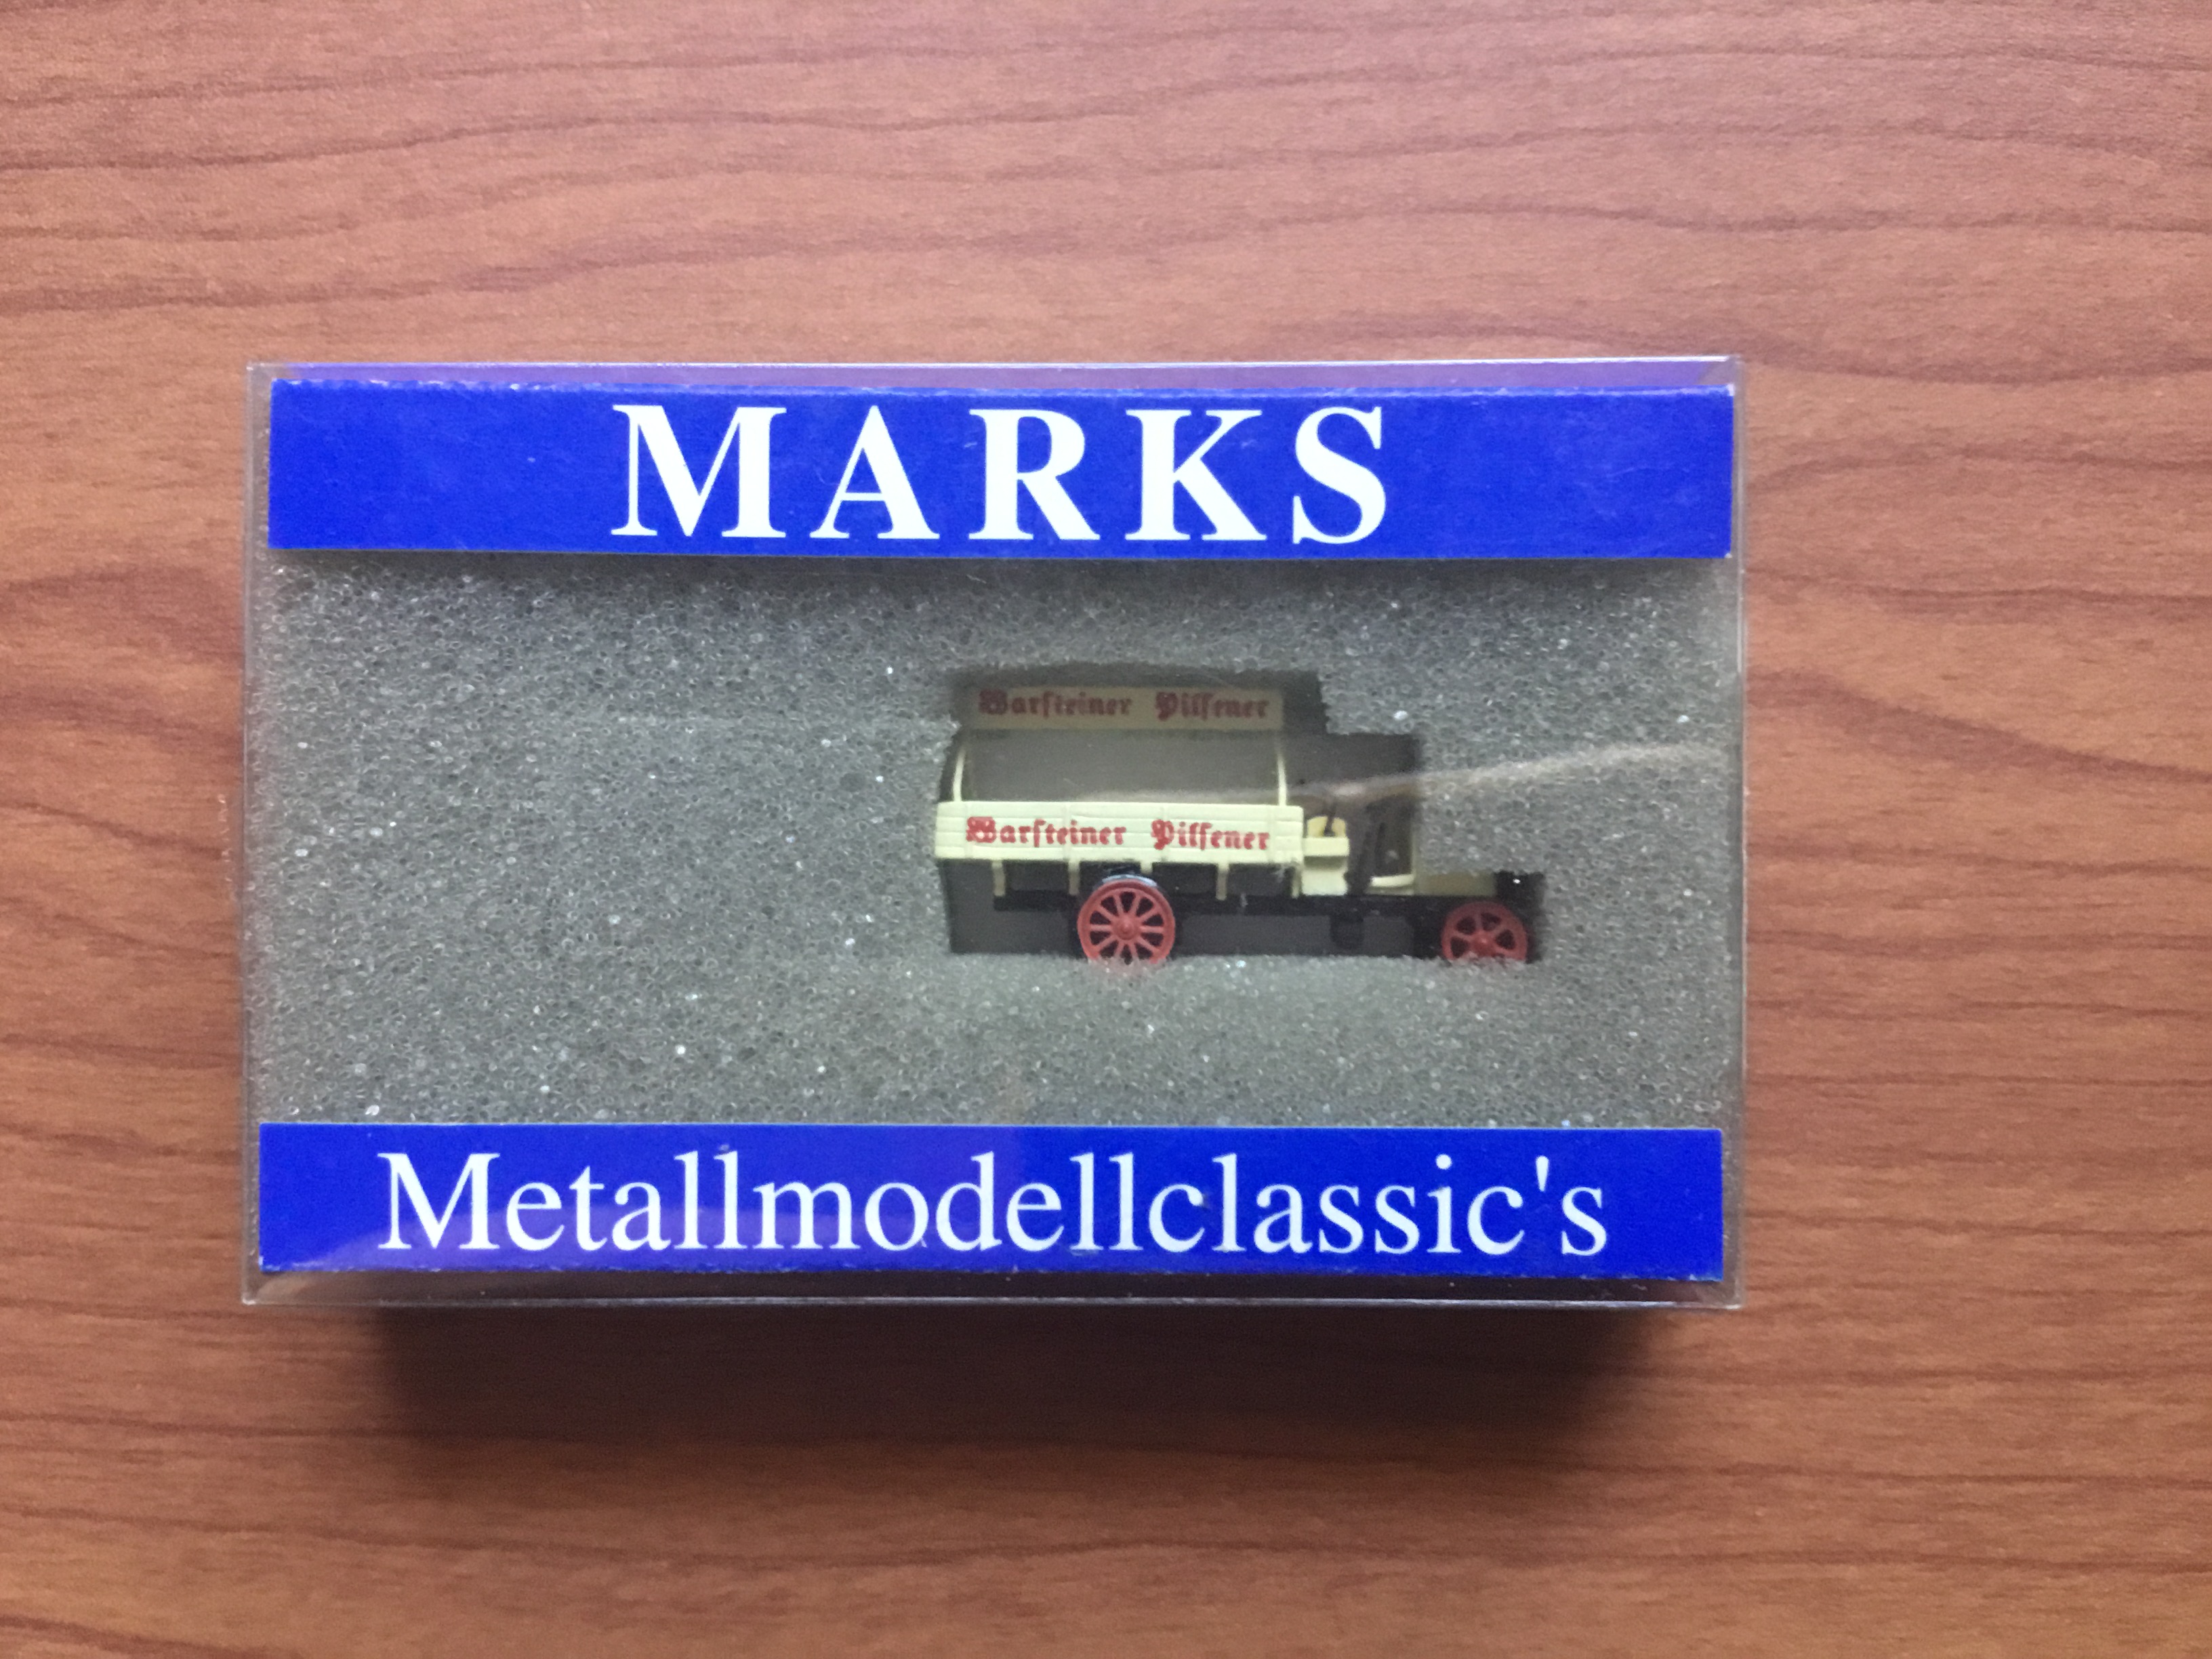 MARKS
Warsteiner Pilsener
Warsteiner Pilsener
Metallmodellclassic's